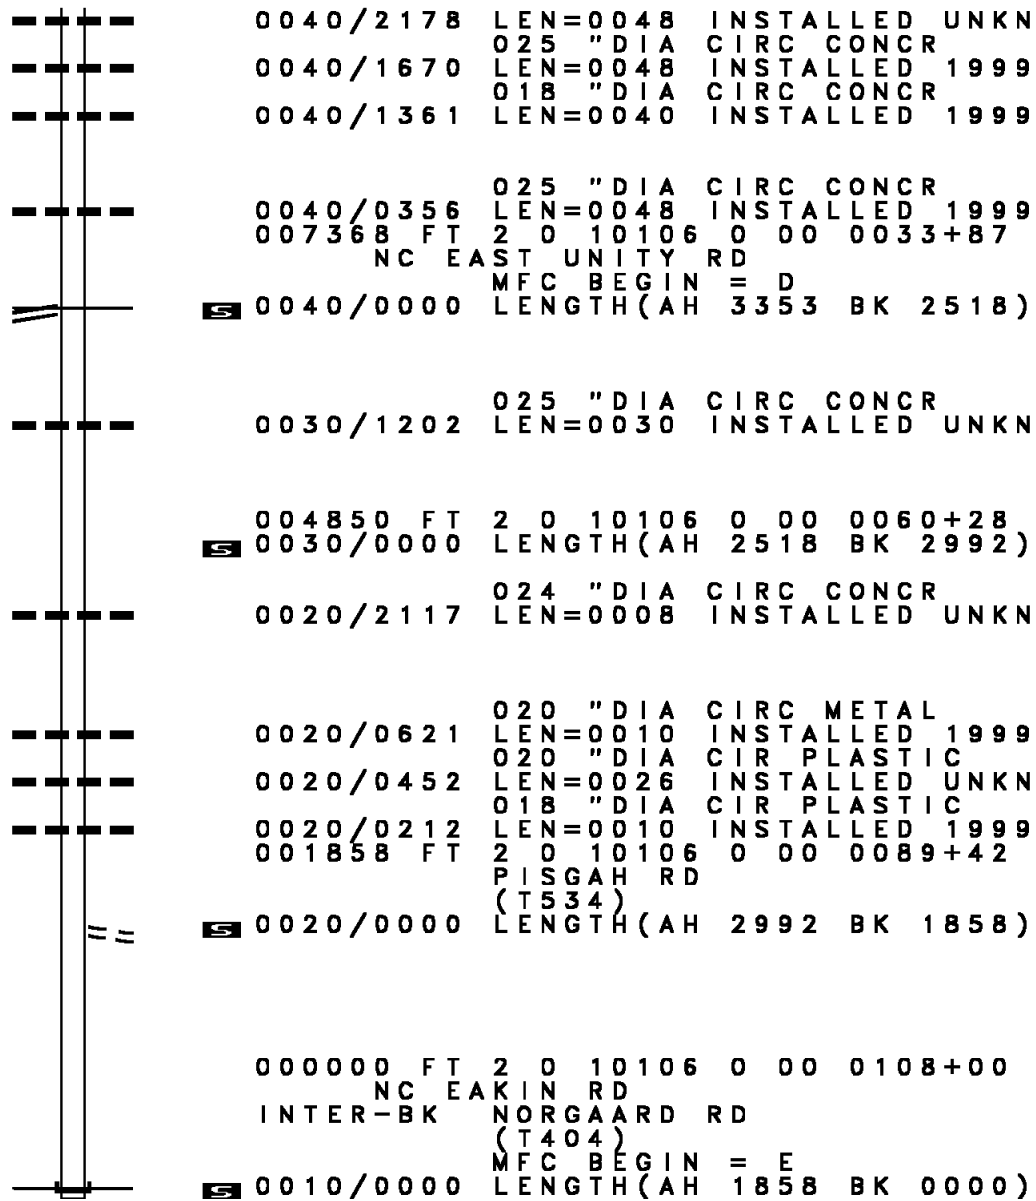 0040/2178 LEN=0048 INSTALLED UNKN
025 "DIA CIRC CONCR
0040/1670 LEN=0048 INSTALLED 1999
018 "DIA CIRC CONCR
0040/1361 LEN=0040 INSTALLED 1999
025 "DIA CIRC CONCR
0040/0356 LEN=0048 INSTALLED 1999
007368 FT 2 0 10106 0 00 0033+87
NC EAST UNITY RD
MFC BEGIN = D
S 0040/0000 LENGTH(AH 3353 BK 2518)
025 "DIA CIRC CONCR
0030/1202 LEN=0030 INSTALLED UNKN
004850 FT 2 0 10106 0 00 0060+28
S 0030/0000 LENGTH(AH 2518 BK 2992)
024 "DIA CIRC CONCR
0020/2117 LEN=0008 INSTALLED UNKN
020 "DIA CIRC METAL
0020/0621 LEN=0010 INSTALLED 1999
020 "DIA CIR PLASTIC
0020/0452 LEN=0026 INSTALLED UNKN
018 "DIA CIR PLASTIC
0020/0212 LEN=0010 INSTALLED 1999
001858 FT 2 0 10106 0 00 0089+42
PISGAH RD
(T534)
S 0020/0000 LENGTH(AH 2992 BK 1858)
000000 FT 2 0 10106 0 00 0108+00
NC EAKIN RD
INTER-BK NORGAARD RD
(T404)
MFC BEGIN = E
S 0010/0000 LENGTH(AH 1858 BK 0000)